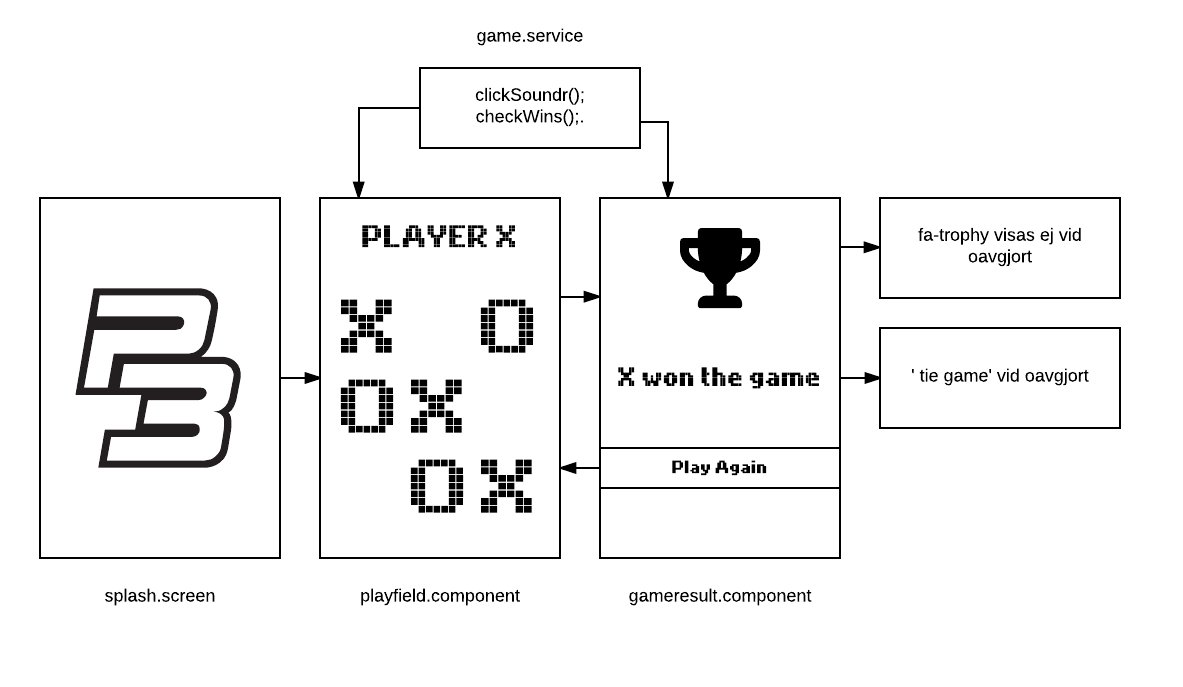 game.service
clickSoundr();
checkWins();.
PLAYER X
X O
O X
O X
P3
X won the game
Play Again
fa-trophy visas ej vid
oavgjort
' tie game' vid oavgjort
splash.screen
playfield.component
gameresult.component